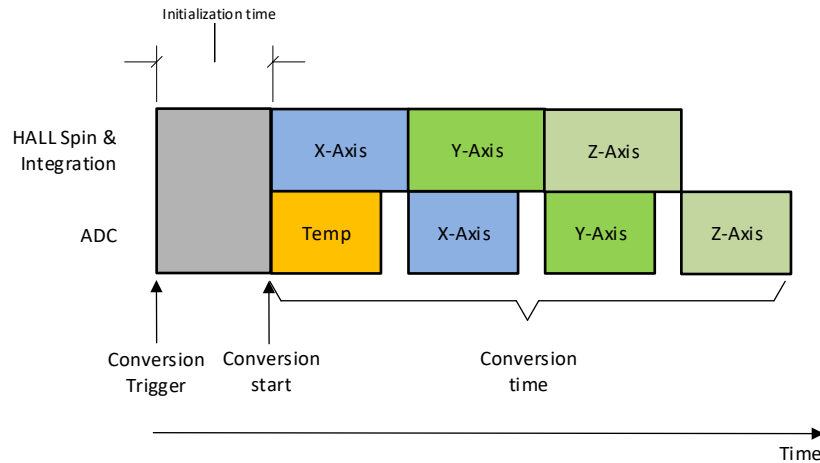 Initialization time
HALL Spin &
Integration
X-Axis
Y-Axis
Z-Axis
ADC
Temp
X-Axis
Y-Axis
Z-Axis
Conversion
Trigger
Conversion
start
Conversion
time
Time